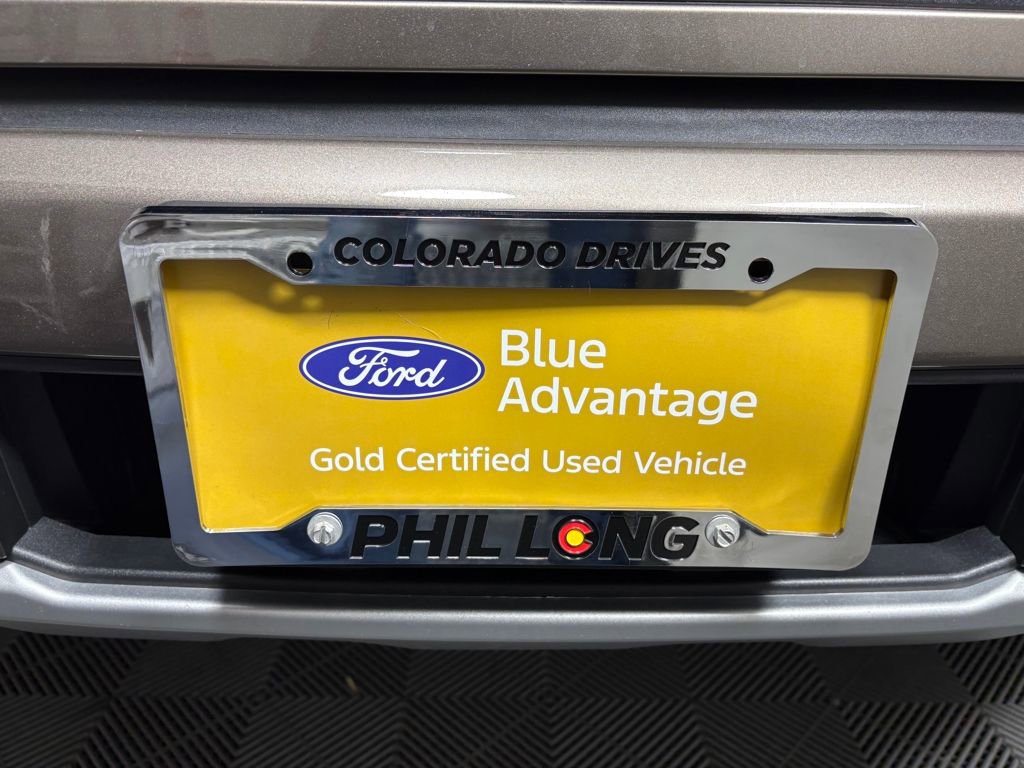 COLORADO DRIVES
Ford
Blue
Advantage
Gold Certified Used Vehicle
PHIL LONG